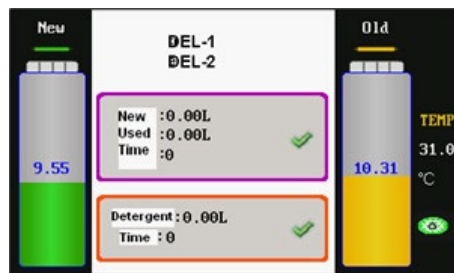 New
9.55
DEL-1
DEL-2
New :0.00L
Used :0.00L
Time :0
Detergent:0.00L
Time :0
Old
10.31
TEMP
31.0
℃